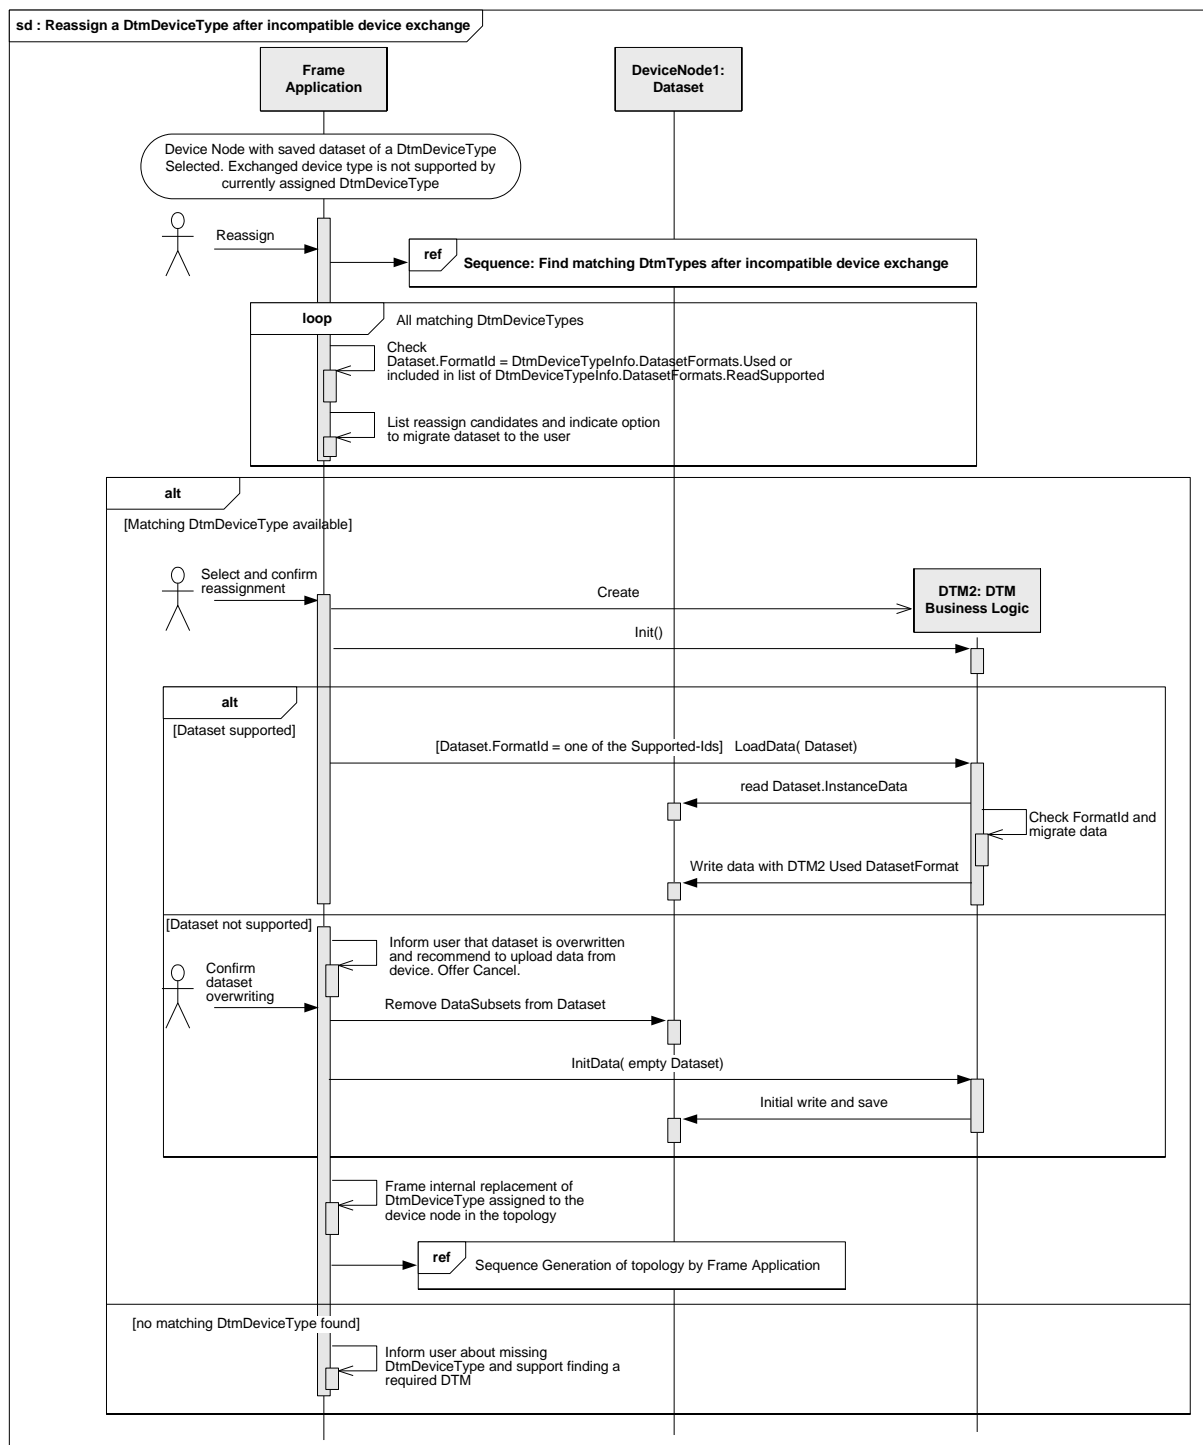 sd : Reassign a DtmDeviceType after incompatible device exchange
Frame
Application
DeviceNode1:
Dataset
Device Node with saved dataset of a DtmDeviceType
Selected. Exchanged device type is not supported by
currently assigned DtmDeviceType
Reassign
ref
Sequence: Find matching DtmTypes after incompatible device exchange
loop
All matching DtmDeviceTypes
Check
Dataset.FormatId = DtmDeviceTypeInfo.DatasetFormats.Used or
included in list of DtmDeviceTypeInfo.DatasetFormats.ReadSupported
List reassign candidates and indicate option
to migrate dataset to the user
alt
[Matching DtmDeviceType available]
Select and confirm
reassignment
Create
DTM2: DTM
Business Logic
Init()
alt
[Dataset supported]
[Dataset.FormatId = one of the Supported-Ids] LoadData( Dataset)
read Dataset.InstanceData
Check FormatId and
migrate data
Write data with DTM2 Used DatasetFormat
[Dataset not supported]
Inform user that dataset is overwritten
and recommend to upload data from
device. Offer Cancel.
Confirm
dataset
overwriting
Remove DataSubsets from Dataset
InitData( empty Dataset)
Initial write and save
Frame internal replacement of
DtmDeviceType assigned to the
device node in the topology
ref
Sequence Generation of topology by Frame Application
[no matching DtmDeviceType found]
Inform user about missing
DtmDeviceType and support finding a
required DTM